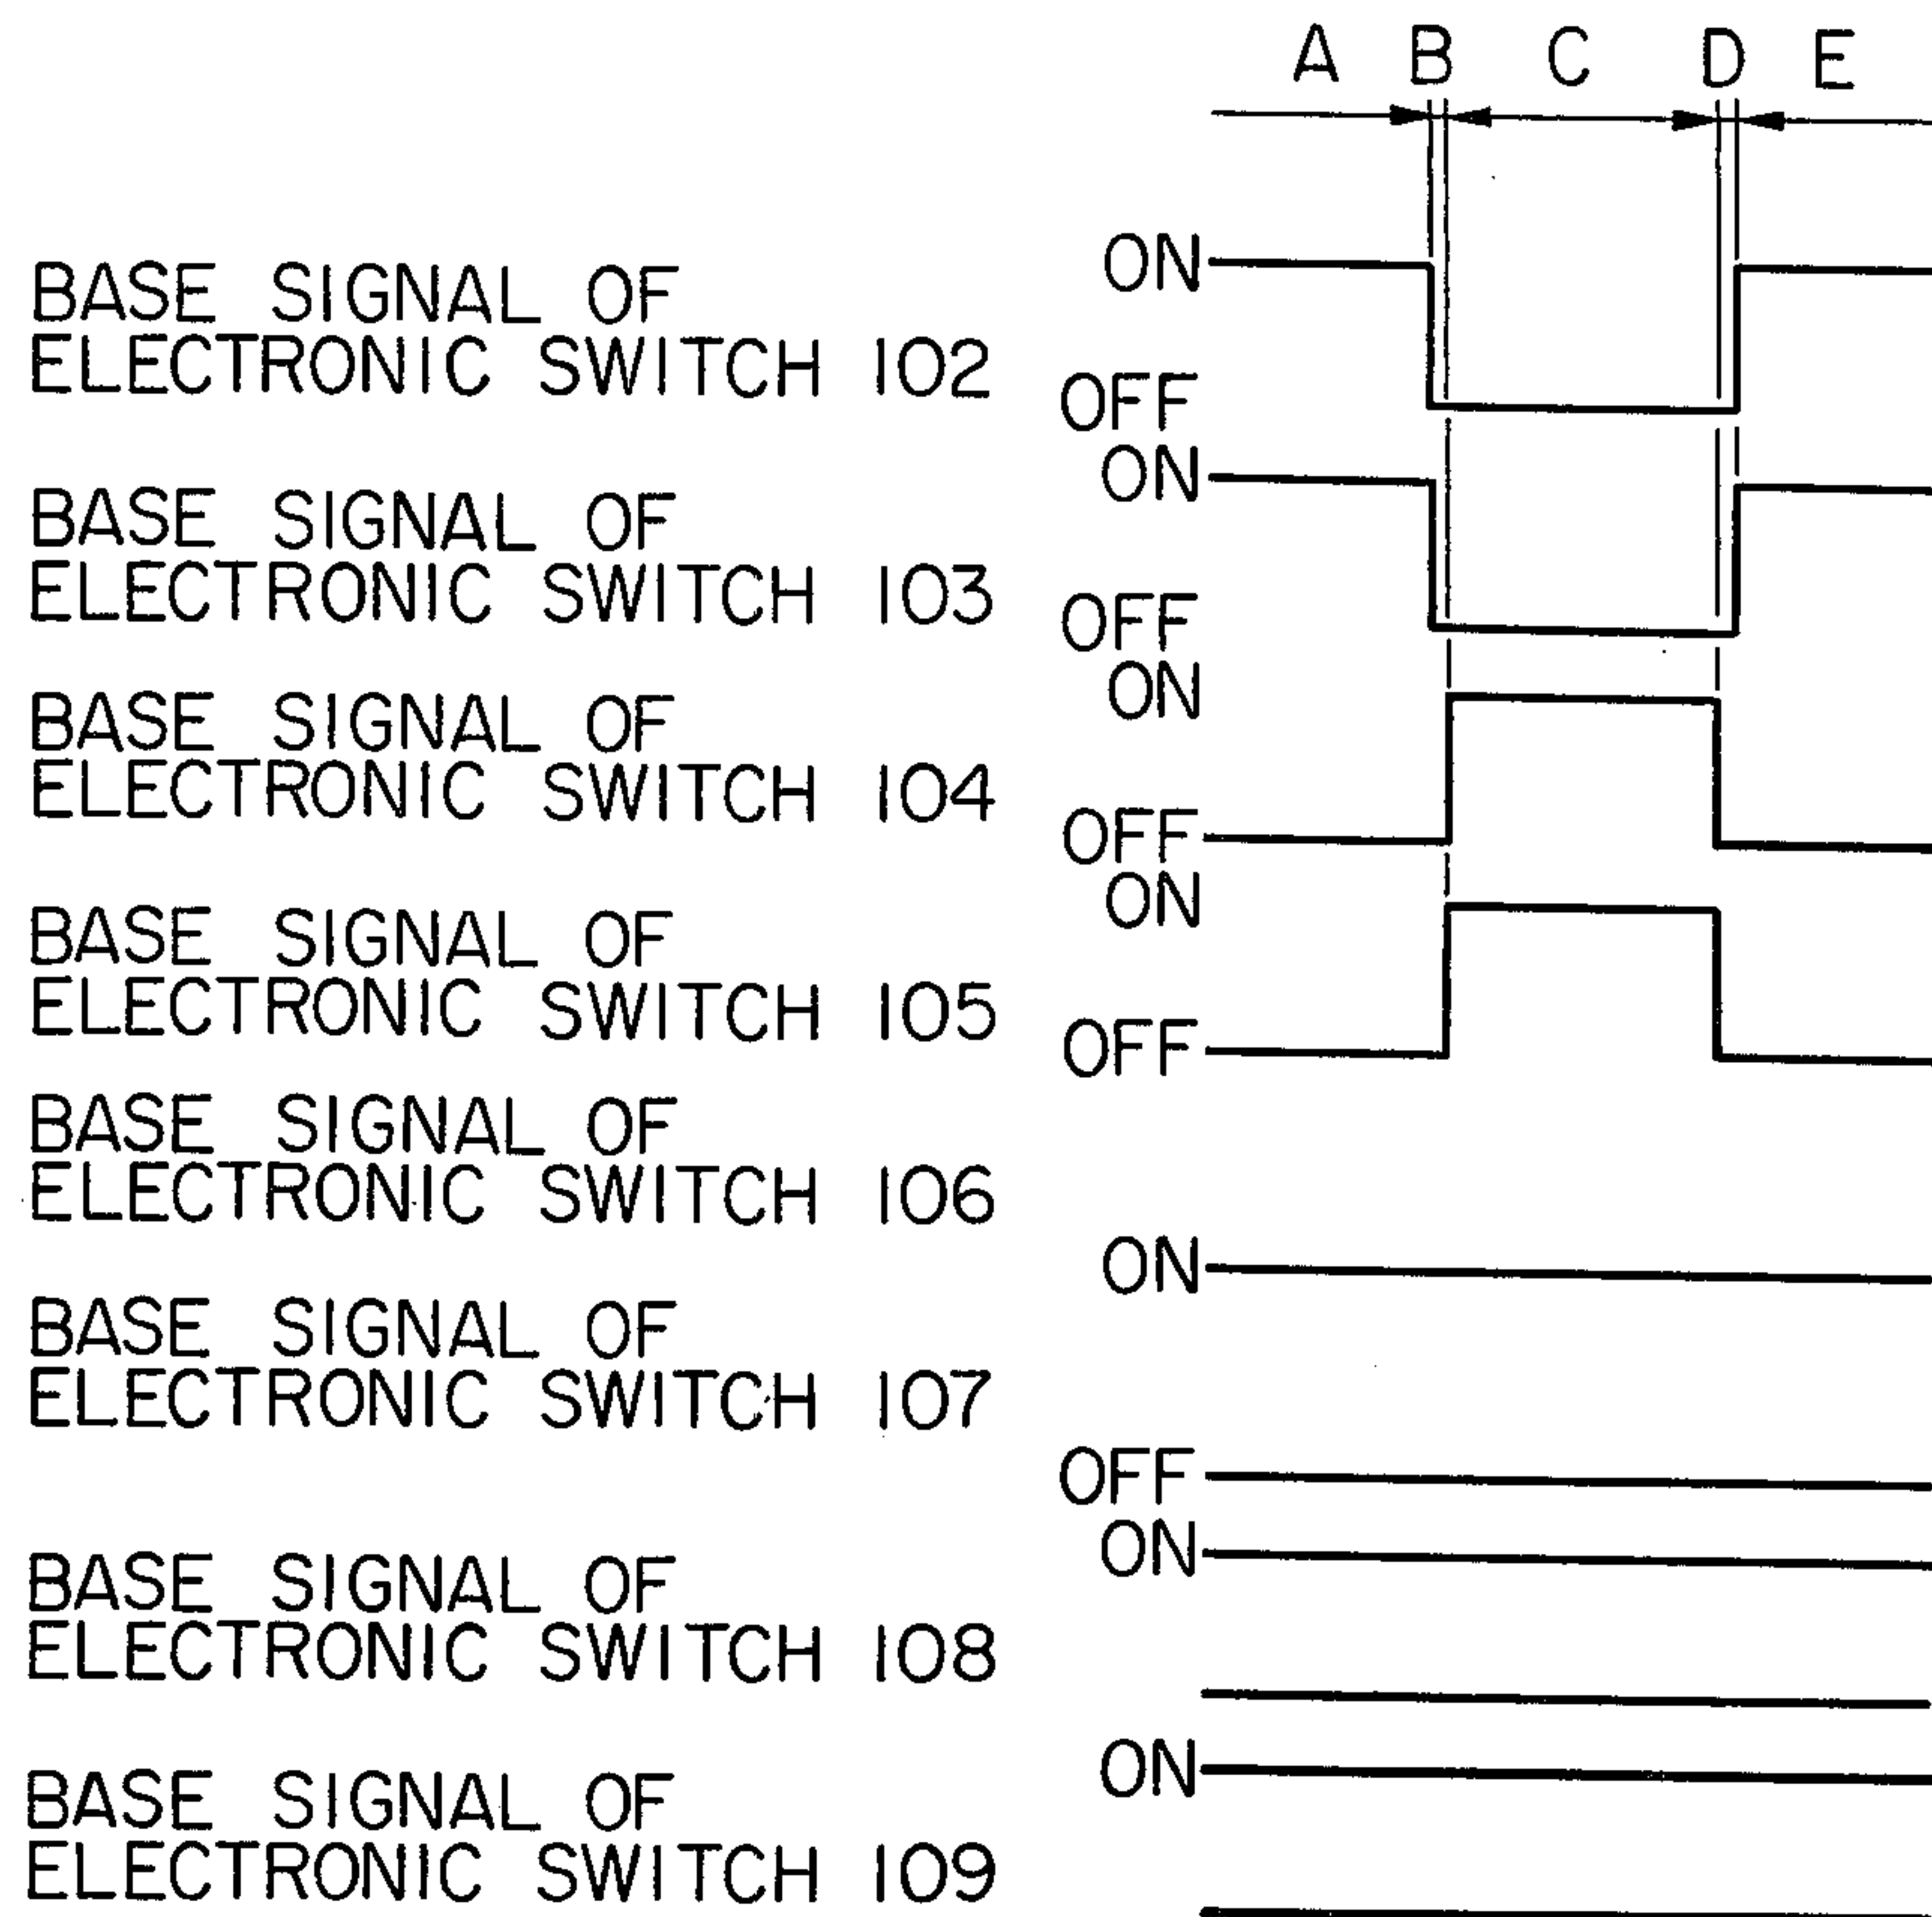 A B C D E
BASE SIGNAL OF
ELECTRONIC SWITCH 102
ON
OFF
BASE SIGNAL OF
ELECTRONIC SWITCH 103
ON
OFF
BASE SIGNAL OF
ELECTRONIC SWITCH 104
ON
OFF
BASE SIGNAL OF
ELECTRONIC SWITCH 105
ON
OFF
BASE SIGNAL OF
ELECTRONIC SWITCH 106
ON
BASE SIGNAL OF
ELECTRONIC SWITCH 107
OFF
BASE SIGNAL OF
ELECTRONIC SWITCH 108
ON
BASE SIGNAL OF
ELECTRONIC SWITCH 109
ON